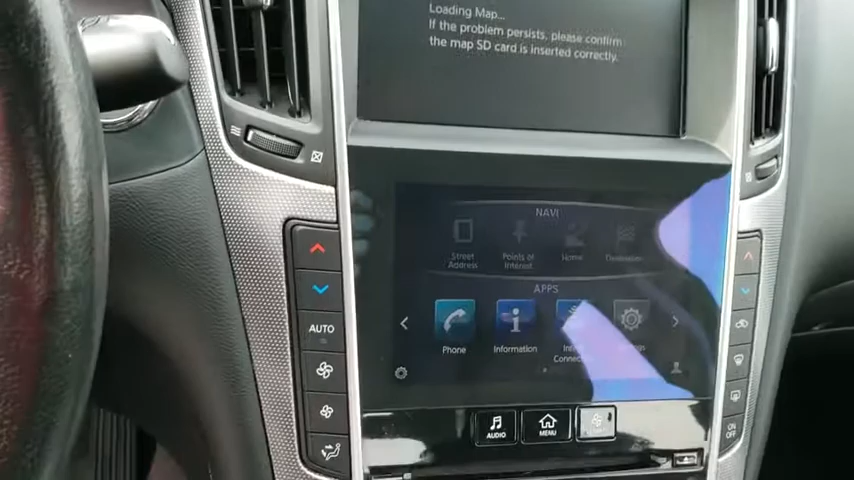 Loading Map...
If the problem persists, please confirm
the map SD card is inserted correctly.
NAVI
Street
Address
Points of
Interest
Home
APPS
Phone
Information
AUTO
AUDIO
MENU
ON
OFF